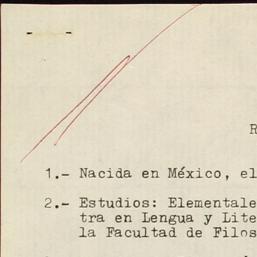 R
1.- Nacida en México, el
2.- Estudios: Elementale
tra en Lengua y Lite
la Facultad de Filos